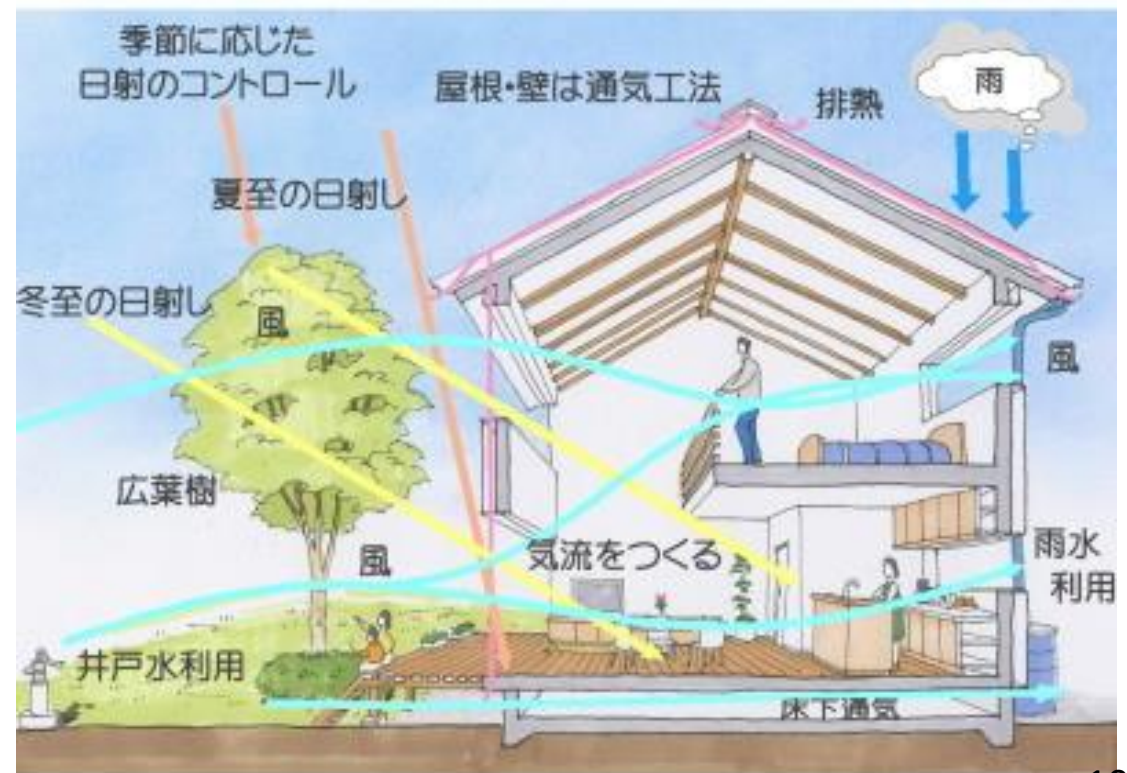 季節に応じた
日射のコントロール
屋根・壁は通気工法
排熱
雨
夏至の日射し
冬至の日射し
風
風
広葉樹
風
気流をつくる
雨水
利用
井戸水利用
床下通気